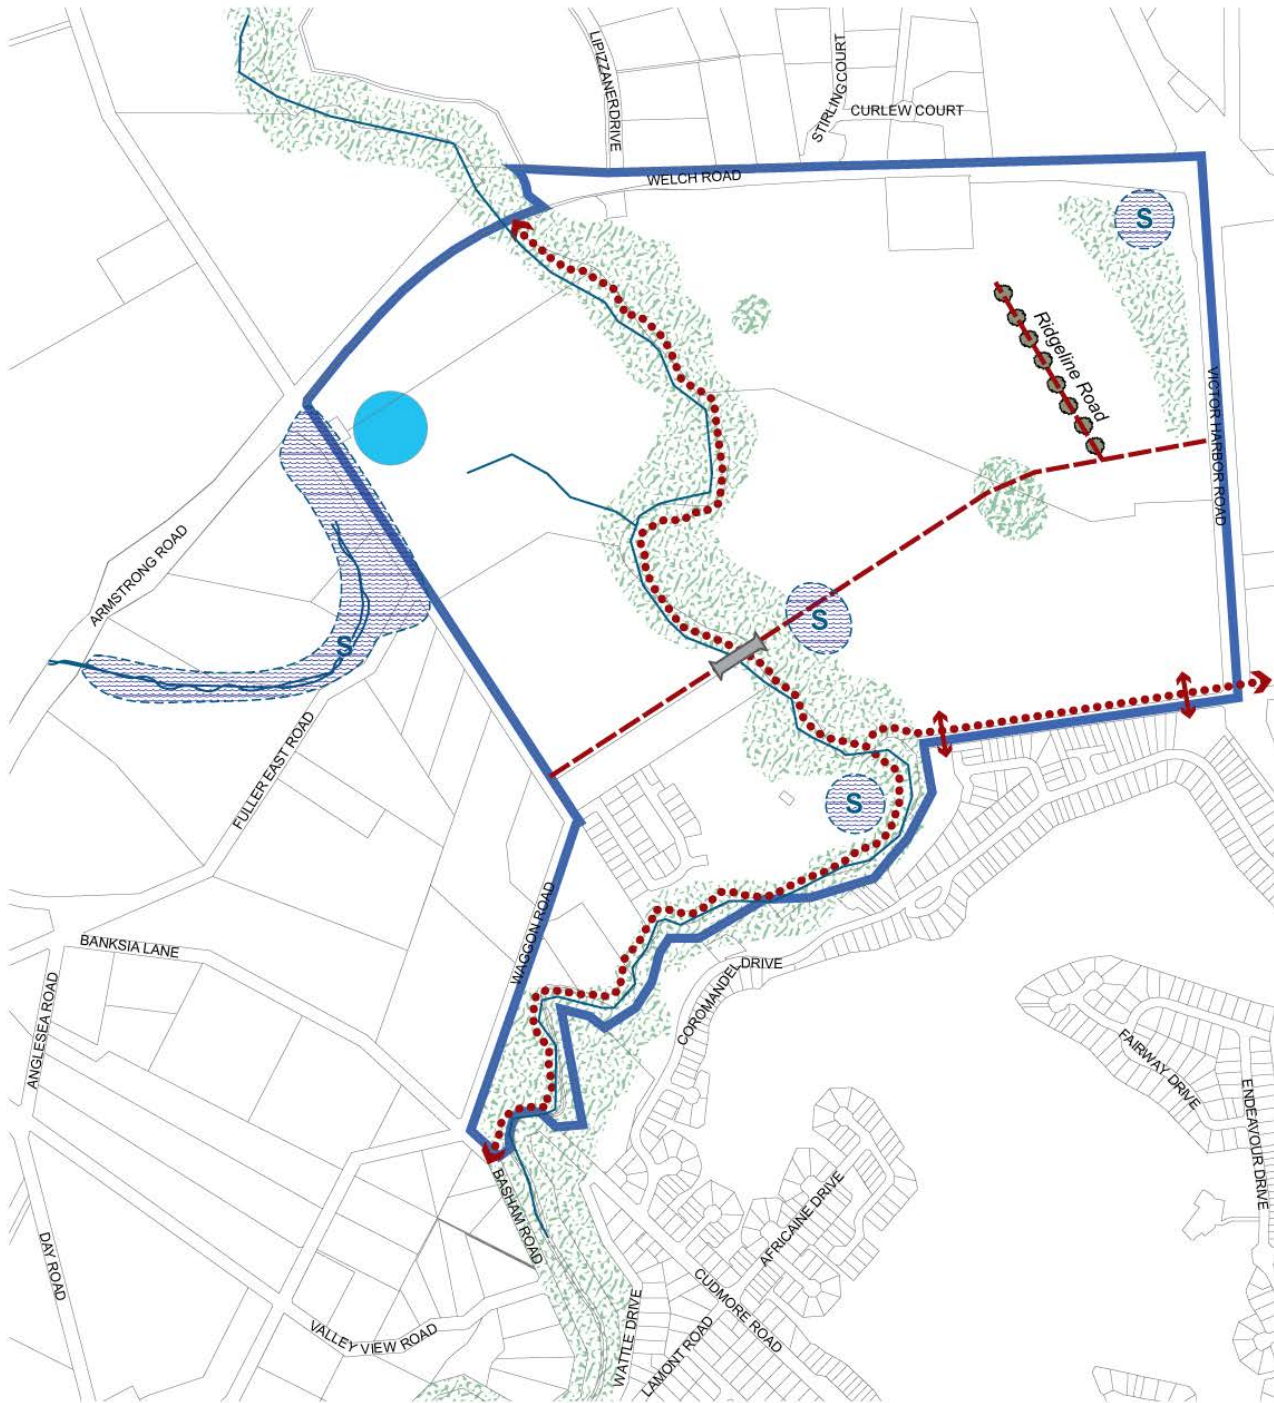 LIPIZZANERDRIVE
STIRLING COURT
CURLEW COURT
WELCH ROAD
S
Ridgeline Road
VICTOR HARBOR ROAD
ARMSTRONG ROAD
S
S
FULLER EAST ROAD
S
WAGGON ROAD
BANKSIA LANE
ANGLESEA ROAD
COROMANDEL DRIVE
FAIRWAY DRIVE
ENDEAVOUR DRIVE
BASHAM ROAD
AFRICAINE DRIVE
DAY ROAD
CUDMORE ROAD
VALLEY VIEW ROAD
WATTLE DRIVE
LAMONT ROAD